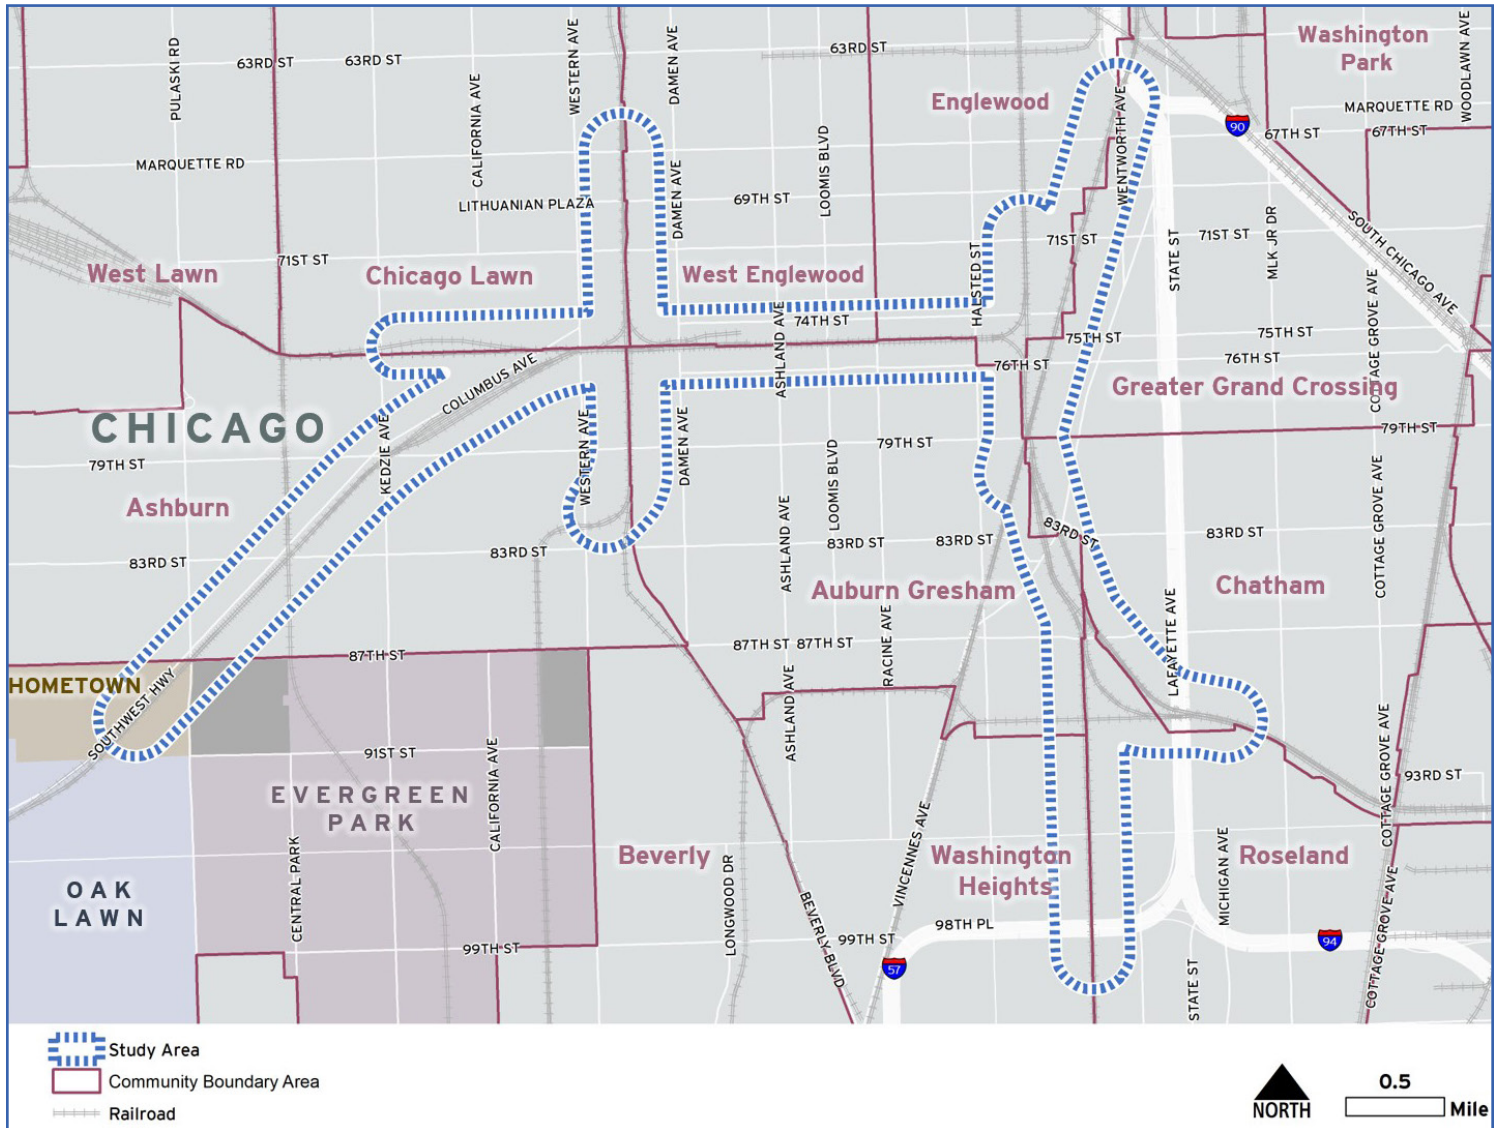 PULASKI RD
63RD ST
63RD ST
CALIFORNIA AVE
WESTERN AVE
DAMEN AVE
63RD ST
Washington
Park
WOODLAWN AVE
Englewood
WENTWORTH AVE
MARQUETTE RD
90
67TH ST
67TH ST
MARQUETTE RD
LITHUANIAN PLAZA
DAMEN AVE
69TH ST
LOOMIS BLVD
HALSTED ST
71ST ST
STATE ST
71ST ST
MLK JR DR
SOUTH CHICAGO AVE
71ST ST
West Lawn
Chicago Lawn
West Englewood
COTTAGE GROVE AVE
ASHLAND AVE
74TH ST
75TH ST
75TH ST
76TH ST
76TH ST
Greater Grand Crossing
COLUMBUS AVE
CHICAGO
KEDZIE AVE
WESTERN AVE
DAMEN AVE
79TH ST
79TH ST
79TH ST
LOOMIS BLVD
COTTAGE GROVE AVE
Ashburn
ASHLAND AVE
83RD ST
83RD ST
83RD ST
83RD ST
83RD ST
83RD ST
Auburn Gresham
Chatham
RACINE AVE
LAFAYETTE AVE
87TH ST
87TH ST
87TH ST
HOMETOWN
SOUTHWEST HWY
ASHLAND AVE
91ST ST
CALIFORNIA AVE
COTTAGE GROVE AVE
93RD ST
EVERGREEN
PARK
CENTRAL PARK
Beverly
LONGWOOD DR
BEVERLY BLVD
VINCENNES AVE
Washington
Heights
MICHIGAN AVE
Roseland
OAK
LAWN
99TH ST
99TH ST
98TH PL
57
94
STATE ST
COTTAGE GROVE AVE
Study Area
Community Boundary Area
Railroad
NORTH
0.5
Mile